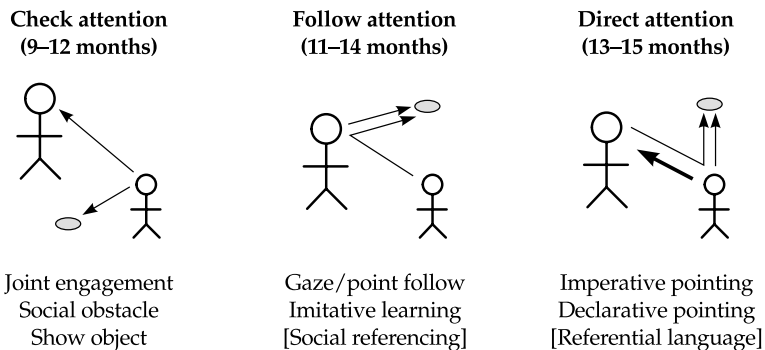 Check attention
(9–12 months)
Follow attention
(11–14 months)
Direct attention
(13–15 months)
Joint engagement
Social obstacle
Show object
Gaze/point follow
Imitative learning
[Social referencing]
Imperative pointing
Declarative pointing
[Referential language]